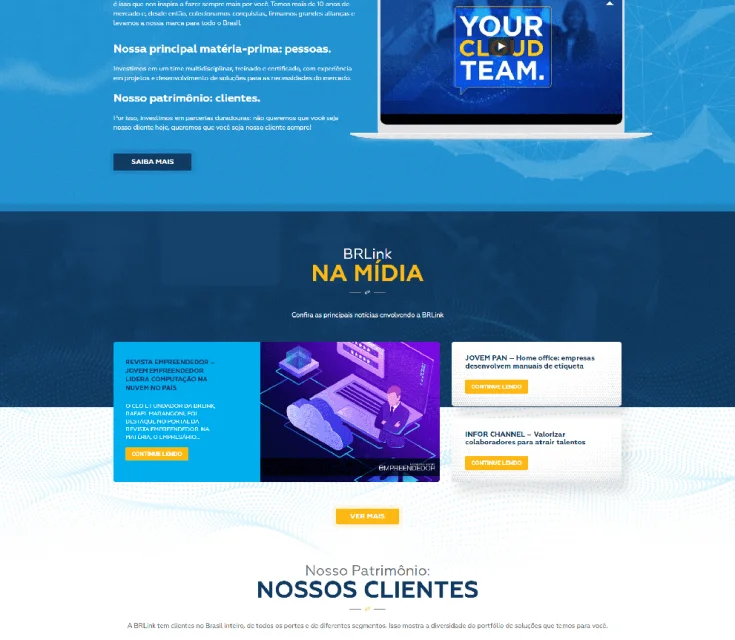 é isso que nos inspira a fazer sempre mais por você. Temos mais de 10 anos de
mercado e, desde então, colecionamos conquistas, firmamos grandes alianças e
levamos a nossa marca para todo o Brasil.
Nossa principal matéria-prima: pessoas.
Investimos em um time multidisciplinar, treinado e certificado, com experiência
em projetos e desenvolvimento de soluções para as necessidades do mercado.
Nosso patrimônio: clientes.
Por isso, investimos em parcerias duradouras: não queremos que você seja
nosso cliente hoje, queremos que você seja nosso cliente sempre!
SAIBA MAIS
YOUR
CLOUD
TEAM.
BRLink
NA MÍDIA
Confira as principais notícias envolvendo a BRLink
REVISTA EMPREENDEDOR –
JOVEM EMPREENDEDOR
LIDERA COMPUTAÇÃO NA
NUVEM NO PAÍS
O CEO E FUNDADOR DA BRLINK,
RAFAEL MARANGONI, FOI
DESTAQUE NO PORTAL DA
REVISTA EMPREENDEDOR. NA
MATÉRIA, O EMPRESÁRIO...
CONTINUE LENDO
EMPREENDEDOR
JOVEM PAN – Home office: empresas
desenvolvem manuais de etiqueta
CONTINUE LENDO
INFOR CHANNEL – Valorizar
colaboradores para atrair talentos
CONTINUE LENDO
VER MAIS
Nosso Patrimônio:
NOSSOS CLIENTES
A BRLink tem clientes no Brasil inteiro, de todos os portes e de diferentes segmentos. Isso mostra a diversidade do portfólio de soluções que temos para você.